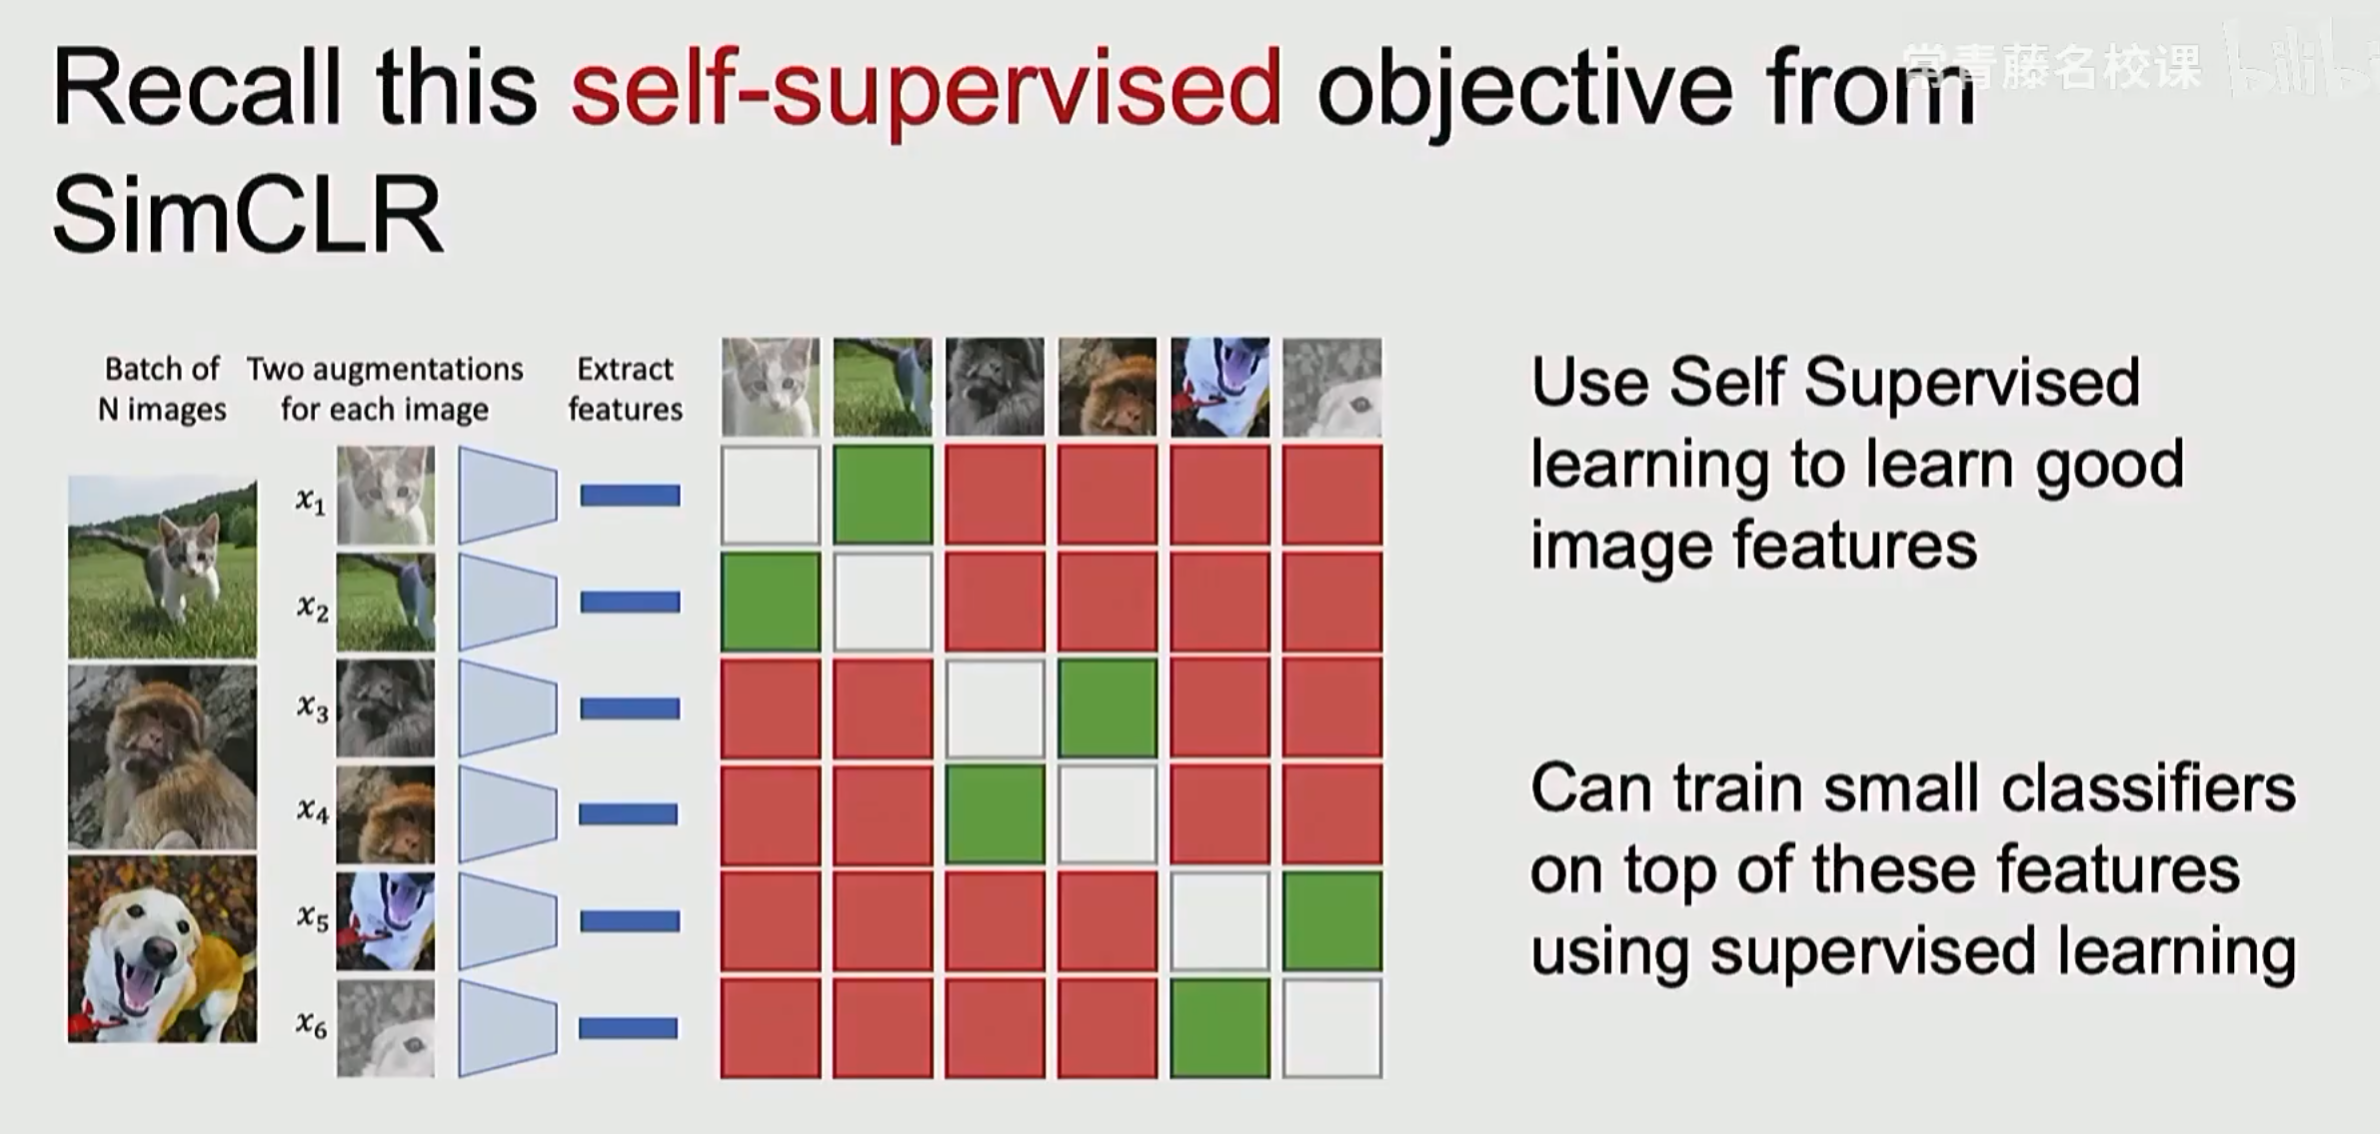 Recall this self-supervised objective from
SimCLR
常青藤名校课
bilibi
Batch of
N images
Two augmentations
for each image
Extract
features
x₁
x₂
x₃
x₄
x₅
x₆
Use Self Supervised
learning to learn good
image features
Can train small classifiers
on top of these features
using supervised learning